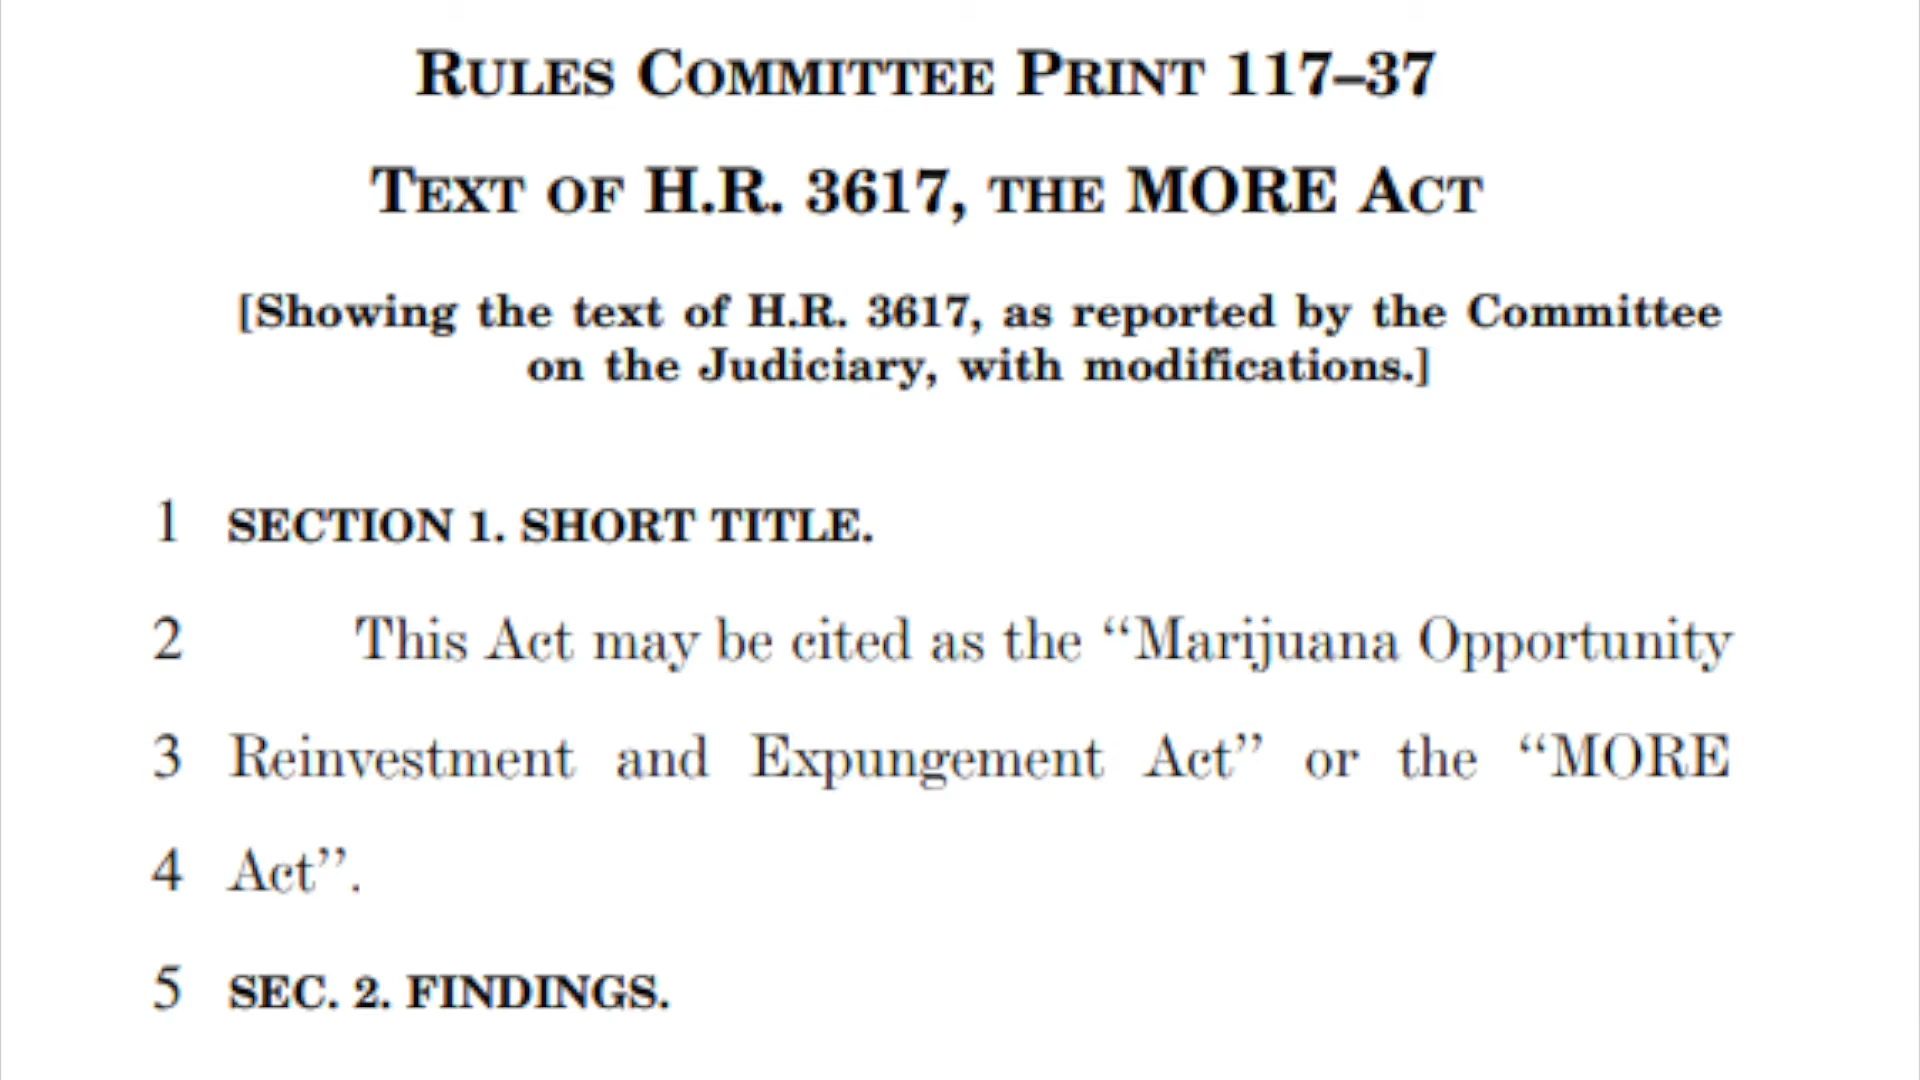 RULES COMMITTEE PRINT 117–37
TEXT OF H.R. 3617, THE MORE ACT
[Showing the text of H.R. 3617, as reported by the Committee
on the Judiciary, with modifications.]
1 SECTION 1. SHORT TITLE.
2 This Act may be cited as the ‘‘Marijuana Opportunity
3 Reinvestment and Expungement Act’’ or the ‘‘MORE
4 Act’’.
5 SEC. 2. FINDINGS.